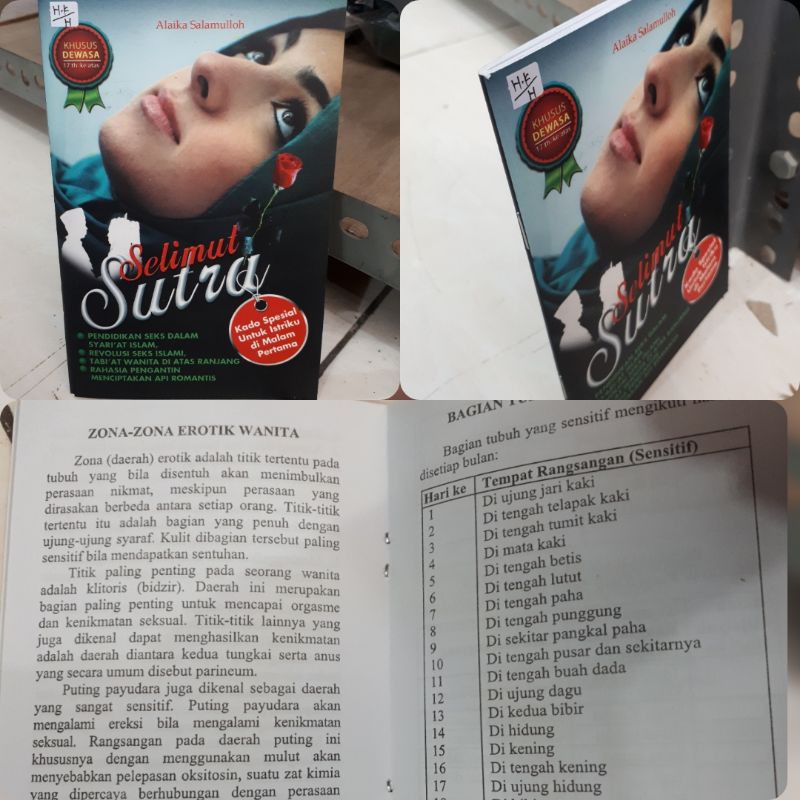 H.E
H
Alaika Salamulloh
KHUSUS
DEWASA
17 th. ke atas
Selimut
Sutra
Kado Spesial
Untuk Istriku
di Malam
Pertama
PENDIDIKAN SEKS DALAM
SYARI'AT ISLAM,
REVOLUSI SEKS ISLAMI,
TABI'AT WANITA DI ATAS RANJANG
RAHASIA PENGANTIN
MENCIPTAKAN API ROMANTIS
H.E
H
Alaika Salamulloh
KHUSUS
DEWASA
17 th. ke atas
Selimut
Sutra
ZONA-ZONA EROTIK WANITA
Zona (daerah) erotik adalah titik tertentu pada
tubuh yang bila disentuh akan menimbulkan
perasaan nikmat, meskipun perasaan yang
dirasakan berbeda antara setiap orang. Titik-titik
tertentu itu adalah bagian yang penuh dengan
ujung-ujung syaraf. Kulit dibagian tersebut paling
sensitif bila mendapatkan sentuhan.
Titik paling penting pada seorang wanita
adalah klitoris (bidzir). Daerah ini merupakan
bagian paling penting untuk mencapai orgasme
dan kenikmatan seksual. Titik-titik lainnya yang
juga dikenal dapat menghasilkan kenikmatan
adalah daerah diantara kedua tungkai serta anus
yang secara umum disebut parineum.
Puting payudara juga dikenal sebagai daerah
yang sangat sensitif. Puting payudara akan
mengalami ereksi bila mengalami kenikmatan
seksual. Rangsangan pada daerah puting ini
khususnya dengan menggunakan mulut akan
menyebabkan pelepasan oksitosin, suatu zat kimia
yang dipercaya berhubungan dengan perasaan
BAGIAN
Bagian tubuh yang sensitif mengikuti
disetiap bulan:
Hari ke Tempat Rangsangan (Sensitif)
1 Di ujung jari kaki
2 Di tengah telapak kaki
3 Di tengah tumit kaki
4 Di mata kaki
5 Di tengah betis
6 Di tengah lutut
7 Di tengah paha
8 Di tengah punggung
9 Di sekitar pangkal paha
10 Di tengah pusar dan sekitarnya
11 Di tengah buah dada
12 Di ujung dagu
13 Di kedua bibir
14 Di hidung
15 Di kening
16 Di tengah kening
17 Di ujung hidung